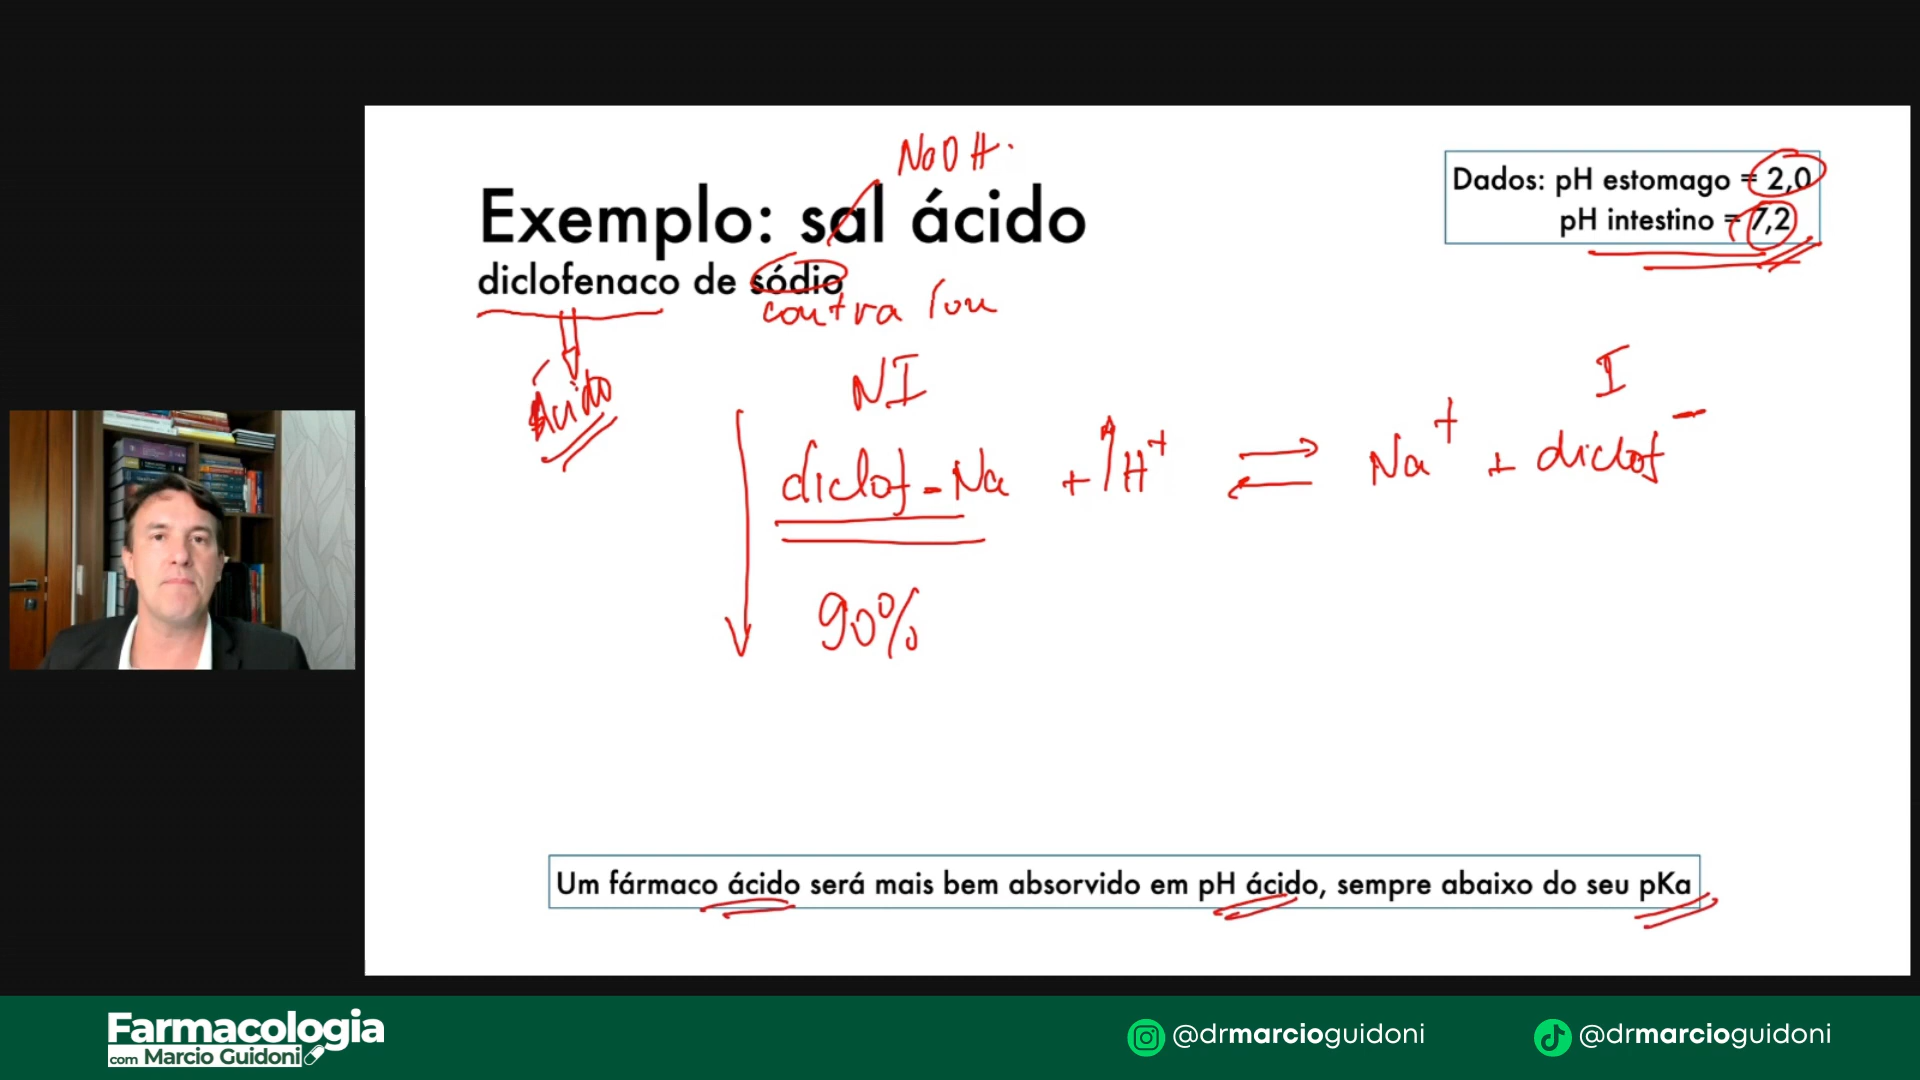 NaOH.
Exemplo: sal ácido
diclofenaco de sódio
contra íon
Dados: pH estomago = 2,0
pH intestino = 7,2
Ácido
NI
I
diclof-Na + ↑H+ ⇌ Na+ + diclof-
90%
Um fármaco ácido será mais bem absorvido em pH ácido, sempre abaixo do seu pKa
Farmacologia
com Marcio Guidoni
@drmarcioguidoni
@drmarcioguidoni